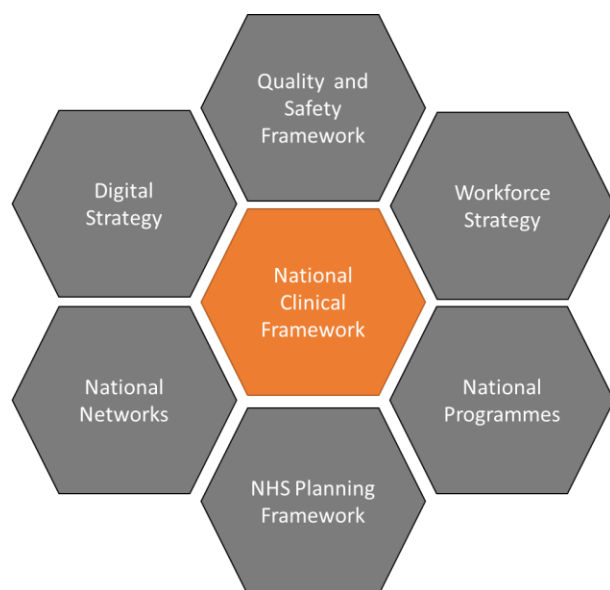 Quality and
Safety
Framework
Digital
Strategy
Workforce
Strategy
National
Clinical
Framework
National
Networks
National
Programmes
NHS Planning
Framework